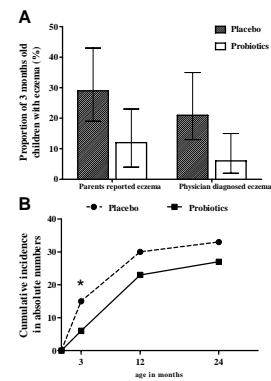 A
Placebo
Probiotics
Proportion of 3 months old
children with eczema (%)
50
40
30
20
10
0
Parents reported eczema
Physician diagnosed eczema
B
Placebo
Probiotics
Cumulative incidence
in absolute numbers
40
30
20
10
0
*
3
12
24
age in months